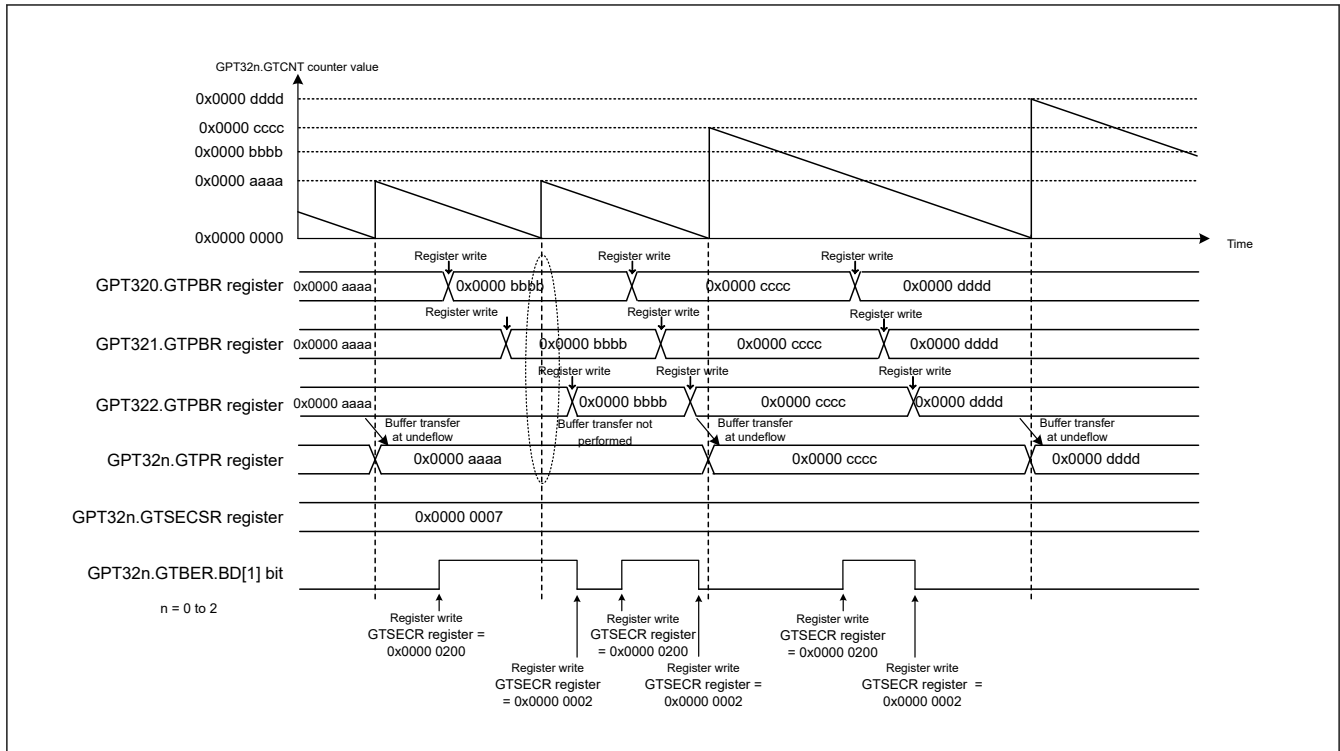 GPT32n.GTCNT counter value
0x0000 dddd
0x0000 cccc
0x0000 bbbb
0x0000 aaaa
0x0000 0000
Time
Register write Register write Register write
GPT320.GTPBR register 0x0000 aaaa 0x0000 bbbb 0x0000 cccc 0x0000 dddd
Register write Register write Register write
GPT321.GTPBR register 0x0000 aaaa 0x0000 bbbb 0x0000 cccc 0x0000 dddd
Register write Register write Register write
GPT322.GTPBR register 0x0000 aaaa 0x0000 bbbb 0x0000 cccc 0x0000 dddd
Buffer transfer
at undeflow
Buffer transfer not
performed
Buffer transfer
at undeflow
Buffer transfer
at undeflow
GPT32n.GTPR register 0x0000 aaaa 0x0000 cccc 0x0000 dddd
GPT32n.GTSECSR register 0x0000 0007
GPT32n.GTBER.BD[1] bit
n = 0 to 2
Register write
GTSECR register =
0x0000 0200
Register write
GTSECR register
= 0x0000 0002
Register write
GTSECR register
= 0x0000 0200
Register write
GTSECR register =
0x0000 0002
Register write
GTSECR register
= 0x0000 0200
Register write
GTSECR register =
0x0000 0002